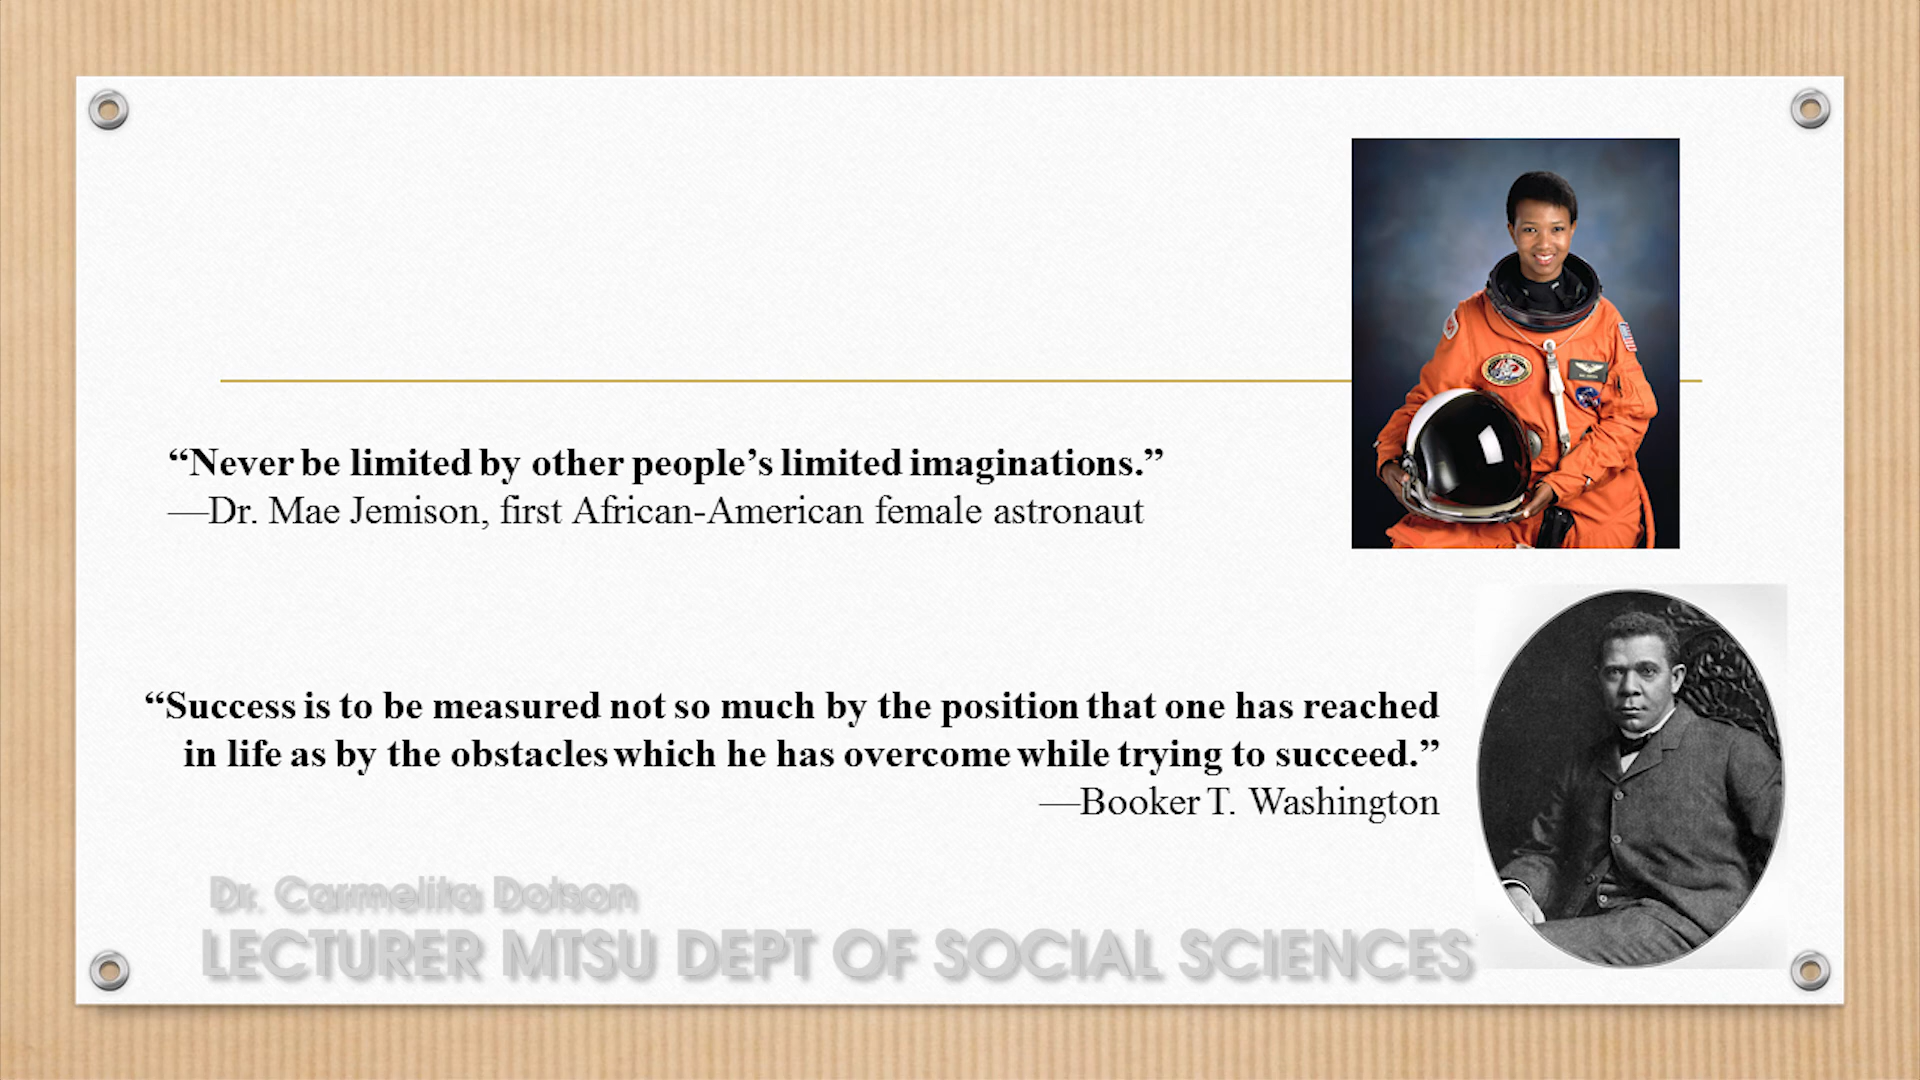 “Never be limited by other people’s limited imaginations.”
—Dr. Mae Jemison, first African-American female astronaut
“Success is to be measured not so much by the position that one has reached
in life as by the obstacles which he has overcome while trying to succeed.”
—Booker T. Washington
Dr. Carmelita Dotson
LECTURER MTSU DEPT OF SOCIAL SCIENCES